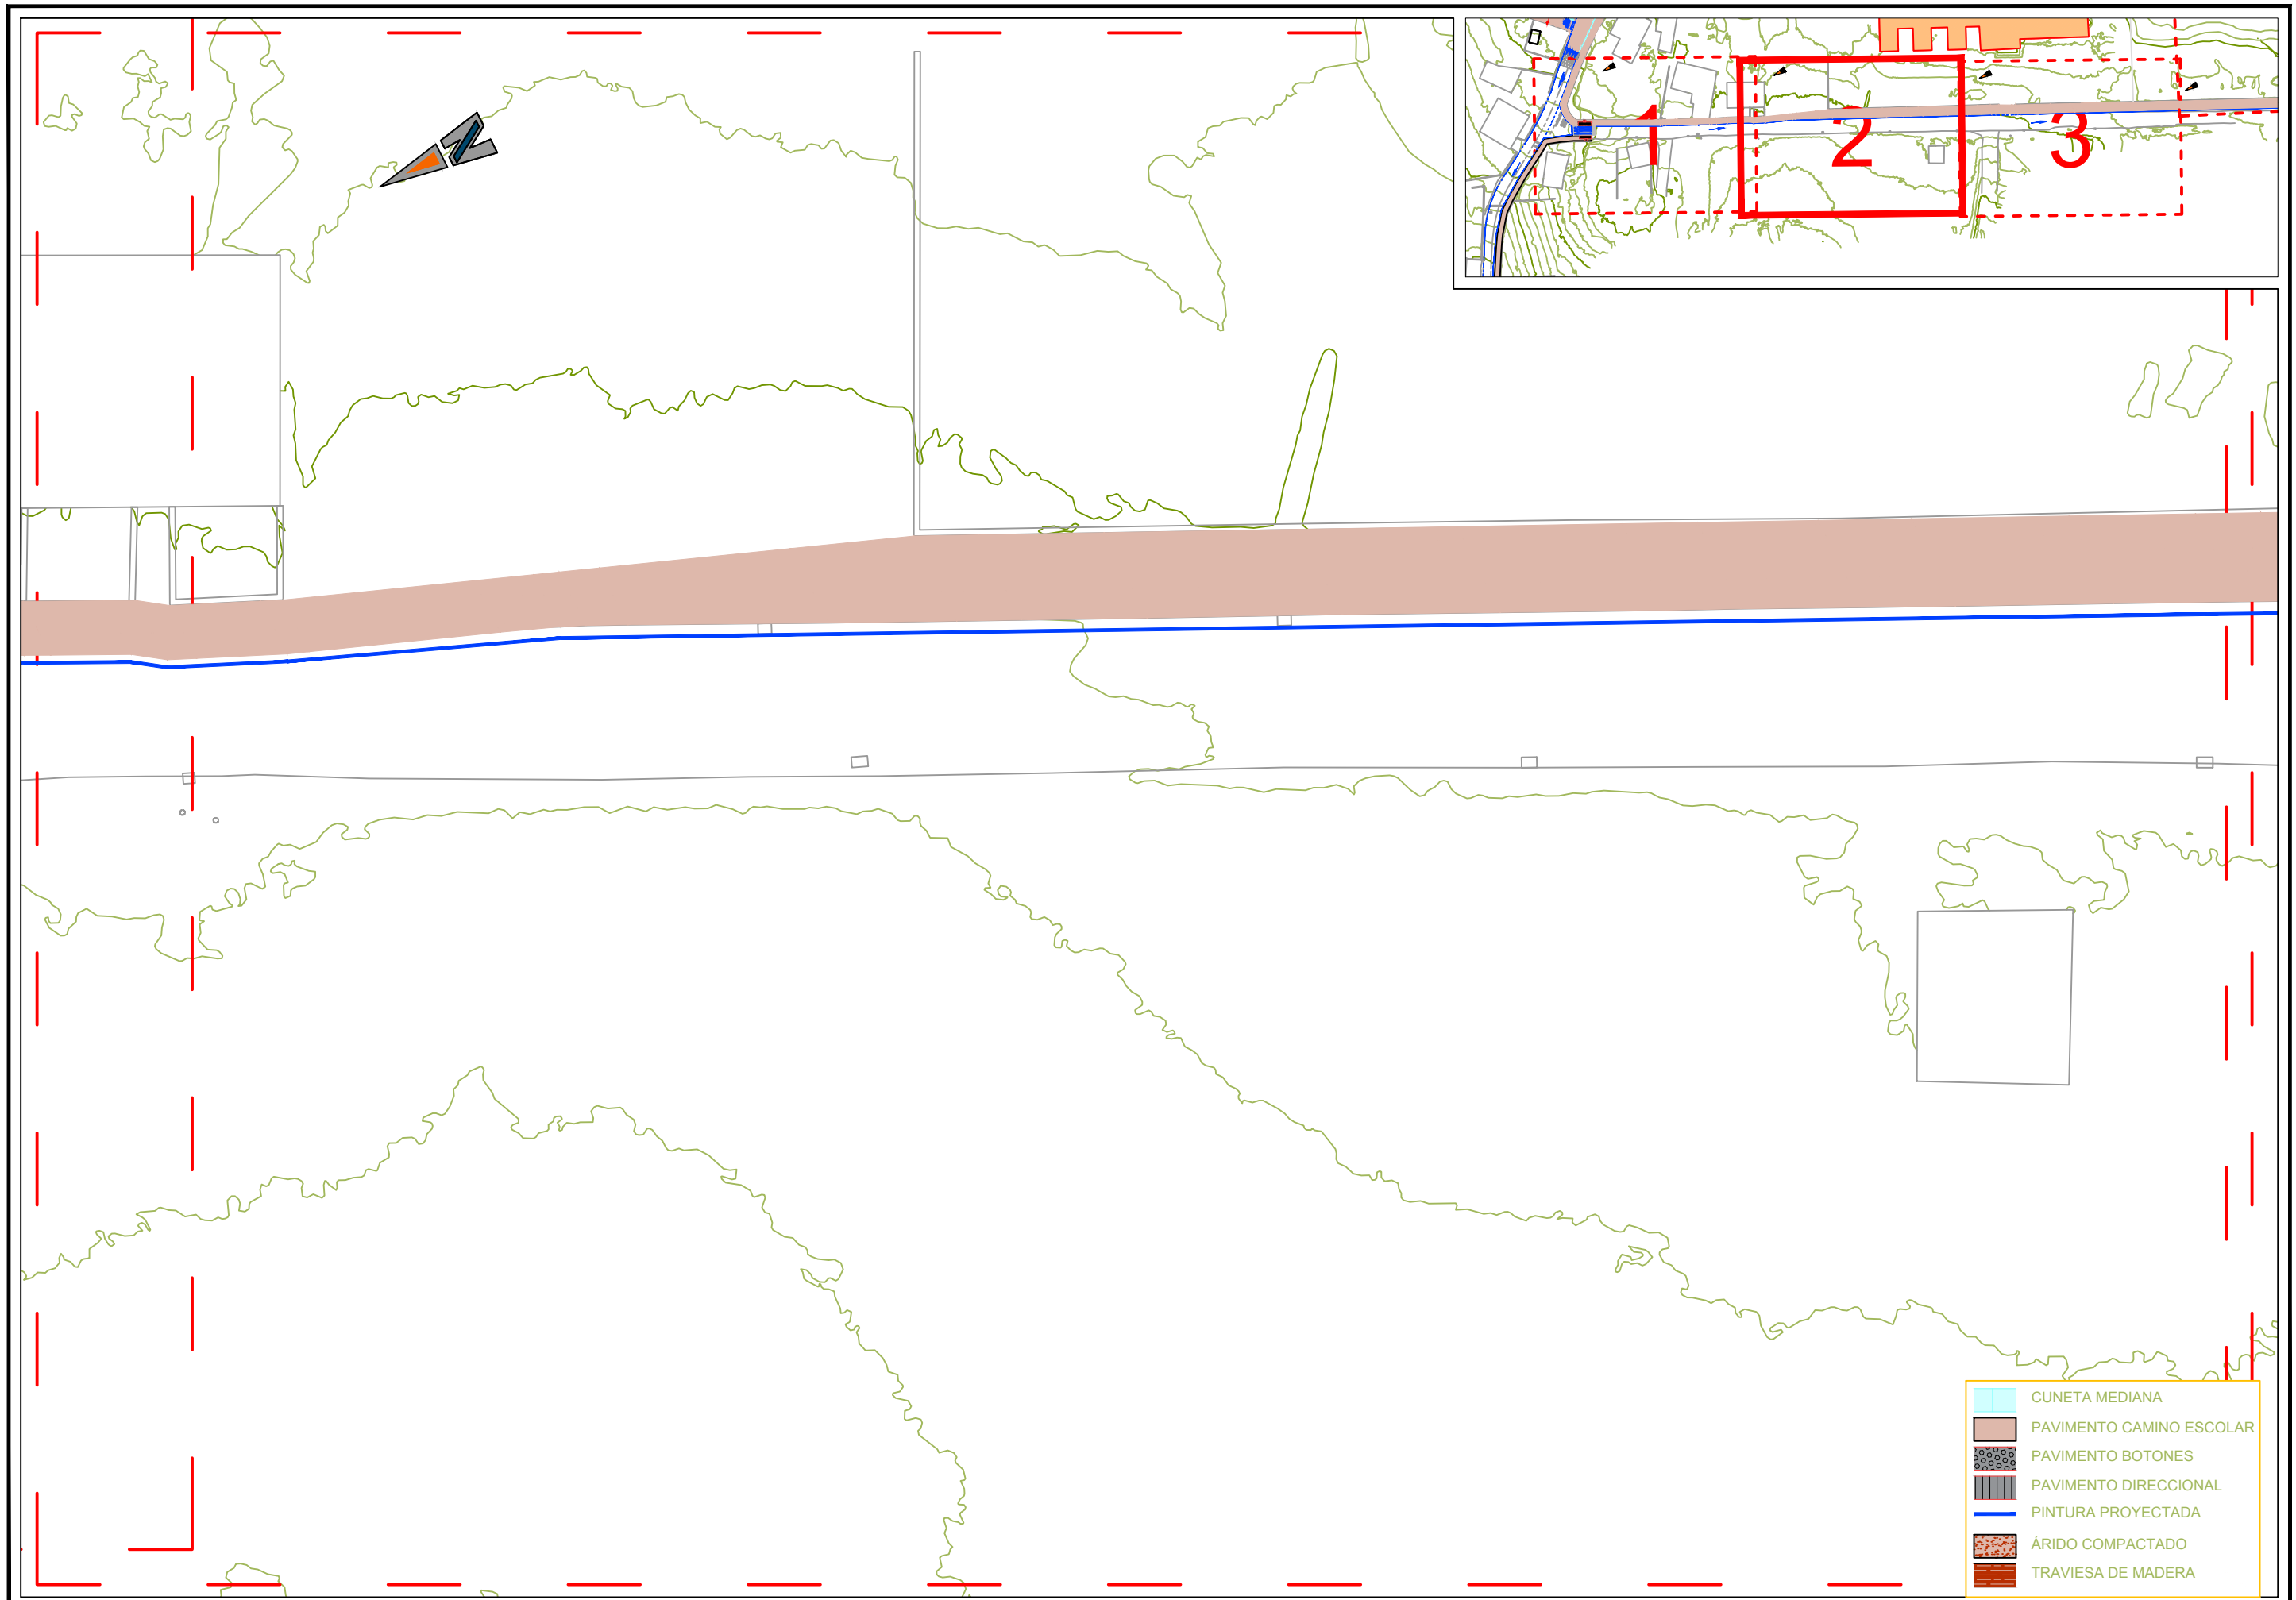 N
1 2 3
CUNETA MEDIANA
PAVIMENTO CAMINO ESCOLAR
PAVIMENTO BOTONES
PAVIMENTO DIRECCIONAL
PINTURA PROYECTADA
ÁRIDO COMPACTADO
TRAVIESA DE MADERA